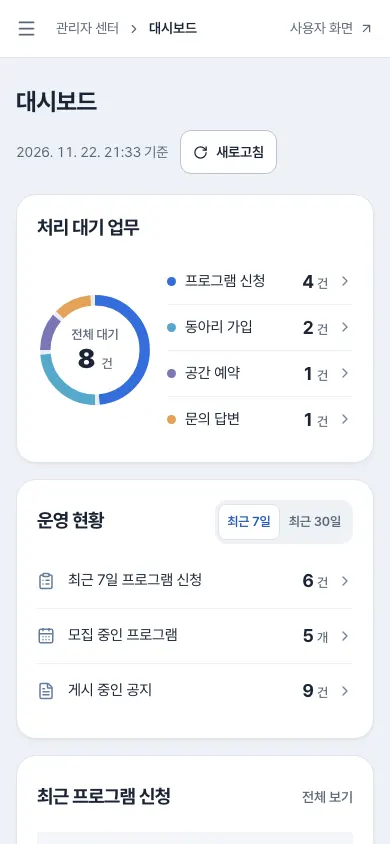 관리자 센터 > 대시보드 사용자 화면
대시보드
2026. 11. 22. 21:33 기준 새로고침
처리 대기 업무
전체 대기
8 건
프로그램 신청 4 건
동아리 가입 2 건
공간 예약 1 건
문의 답변 1 건
운영 현황 최근 7일 최근 30일
최근 7일 프로그램 신청 6 건
모집 중인 프로그램 5 개
게시 중인 공지 9 건
최근 프로그램 신청 전체 보기